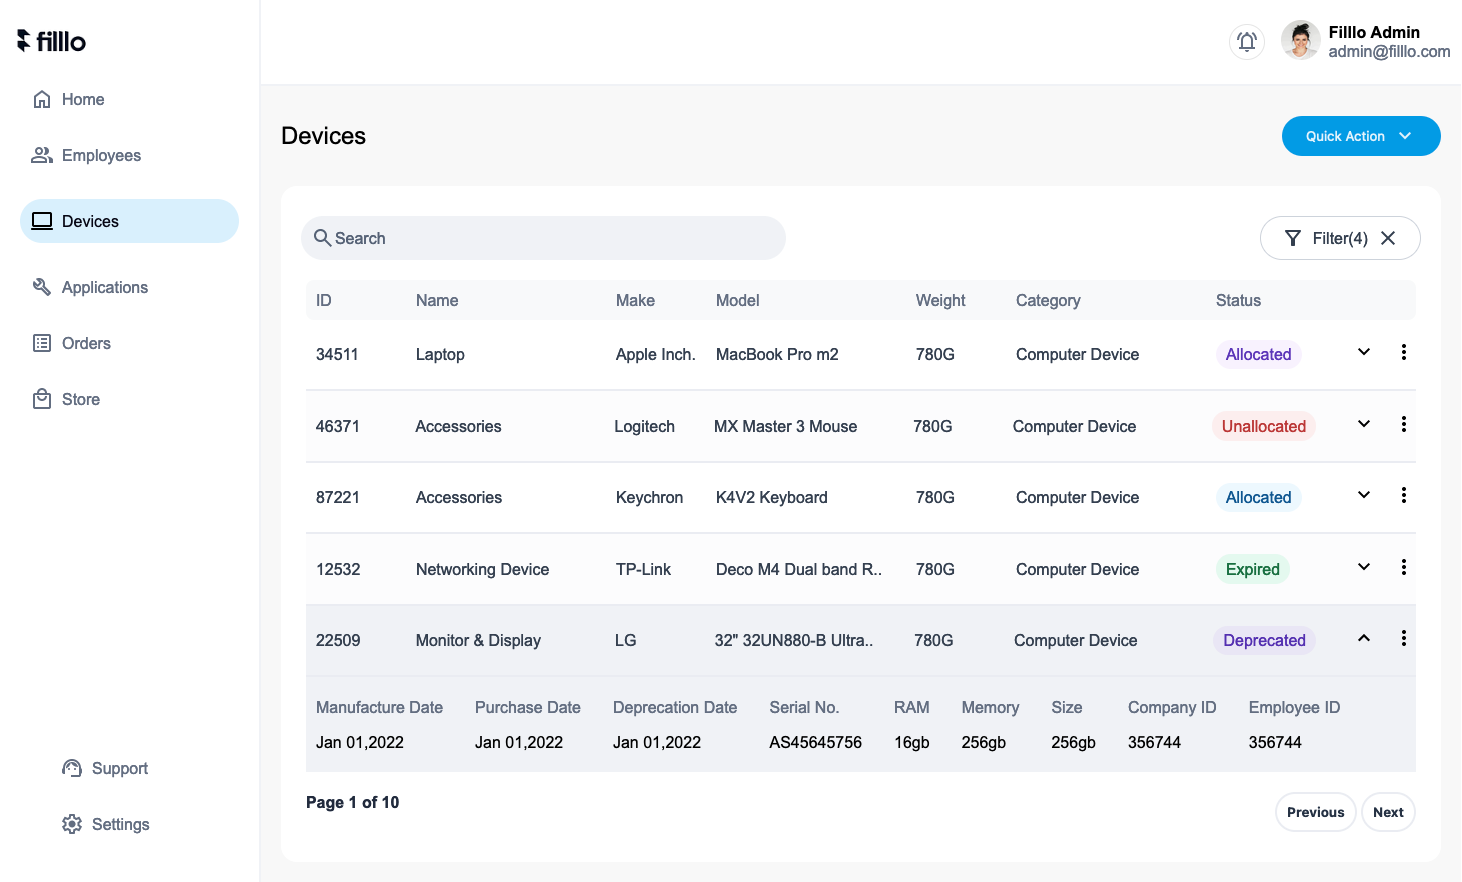 filllo
Filllo Admin
admin@filllo.com
Home
Employees
Devices
Applications
Orders
Store
Support
Settings
Devices
Quick Action
Search
Filter(4)
ID Name Make Model Weight Category Status
34511 Laptop Apple Inch. MacBook Pro m2 780G Computer Device Allocated
46371 Accessories Logitech MX Master 3 Mouse 780G Computer Device Unallocated
87221 Accessories Keychron K4V2 Keyboard 780G Computer Device Allocated
12532 Networking Device TP-Link Deco M4 Dual band R.. 780G Computer Device Expired
22509 Monitor & Display LG 32" 32UN880-B Ultra.. 780G Computer Device Deprecated
Manufacture Date Purchase Date Deprecation Date Serial No. RAM Memory Size Company ID Employee ID
Jan 01,2022 Jan 01,2022 Jan 01,2022 AS45645756 16gb 256gb 256gb 356744 356744
Page 1 of 10
Previous Next